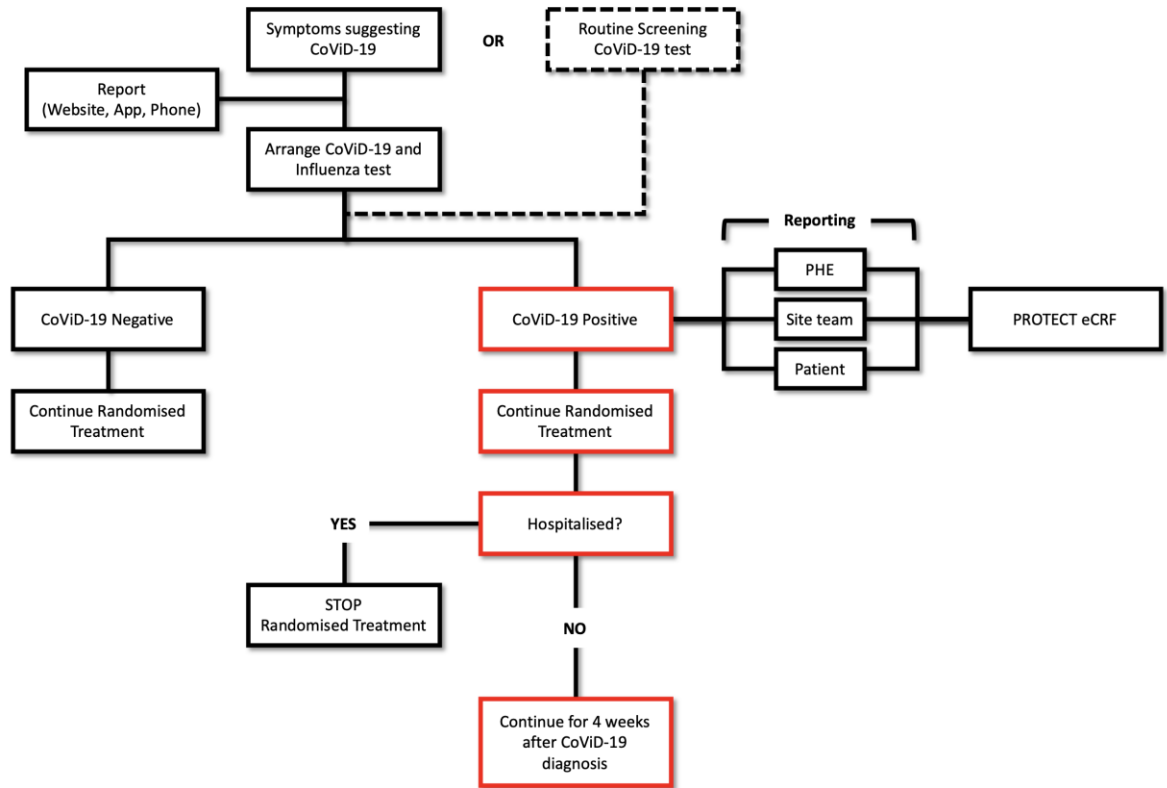 Symptoms suggesting
CoViD-19
OR
Routine Screening
CoViD-19 test
Report
(Website, App, Phone)
Arrange CoViD-19 and
Influenza test
Reporting
PHE
CoViD-19 Negative
CoViD-19 Positive
Site team
PROTECT eCRF
Patient
Continue Randomised
Treatment
Continue Randomised
Treatment
YES
Hospitalised?
STOP
Randomised Treatment
NO
Continue for 4 weeks
after CoViD-19
diagnosis